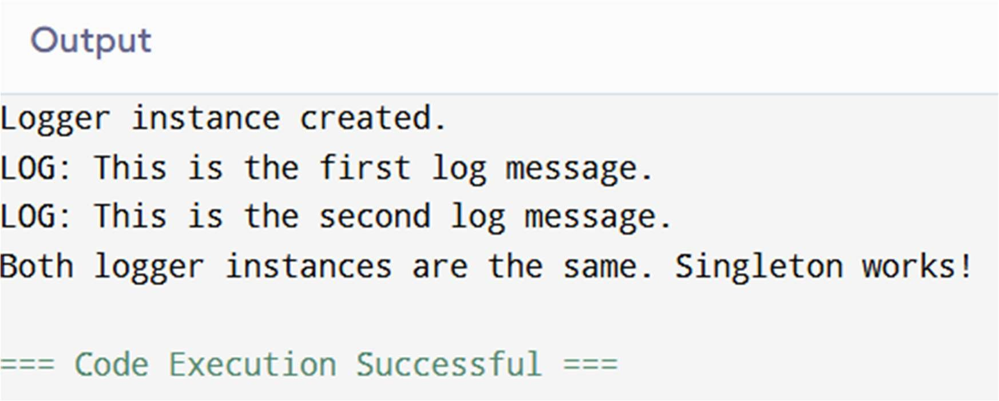 Output
Logger instance created.
LOG: This is the first log message.
LOG: This is the second log message.
Both logger instances are the same. Singleton works!
=== Code Execution Successful ===